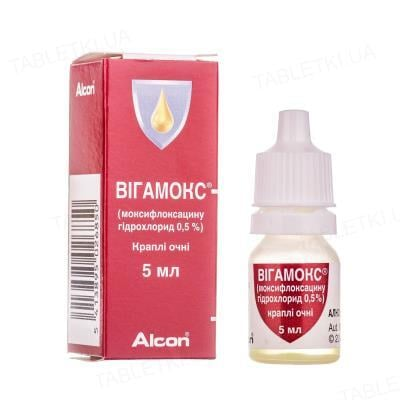 TABLETKI.UA
Alcon
ВІГАМОКС®
(моксифлоксацину
гідрохлорид 0,5 %)
Краплі очні
5 мл
Alcon
ВІГАМОКС®
(моксифлоксацину
гідрохлорид 0,5%)
краплі очні
5 мл